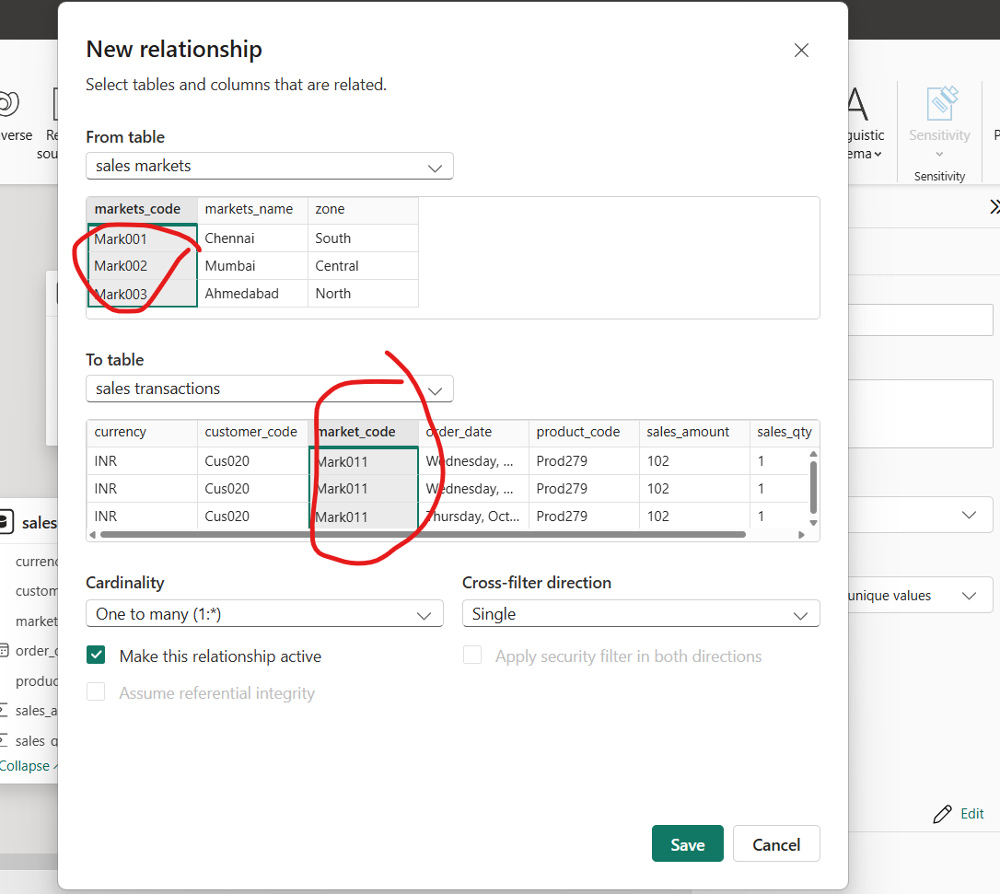 New relationship
Select tables and columns that are related.
verse
Re
sou
guistic
ema
Sensitivity
Sensitivity
P
From table
sales markets
markets_code markets_name zone
Mark001 Chennai South
Mark002 Mumbai Central
Mark003 Ahmedabad North
To table
sales transactions
currency customer_code market_code order_date product_code sales_amount sales_qty
INR Cus020 Mark011 Wednesday, ... Prod279 102 1
INR Cus020 Mark011 Wednesday, ... Prod279 102 1
INR Cus020 Mark011 Thursday, Oct... Prod279 102 1
sales
currenc
custom
market
order_d
produc
sales_a
sales_q
Collapse
Cardinality Cross-filter direction
One to many (1:*) Single
unique values
Make this relationship active Apply security filter in both directions
Assume referential integrity
Edit
Save Cancel